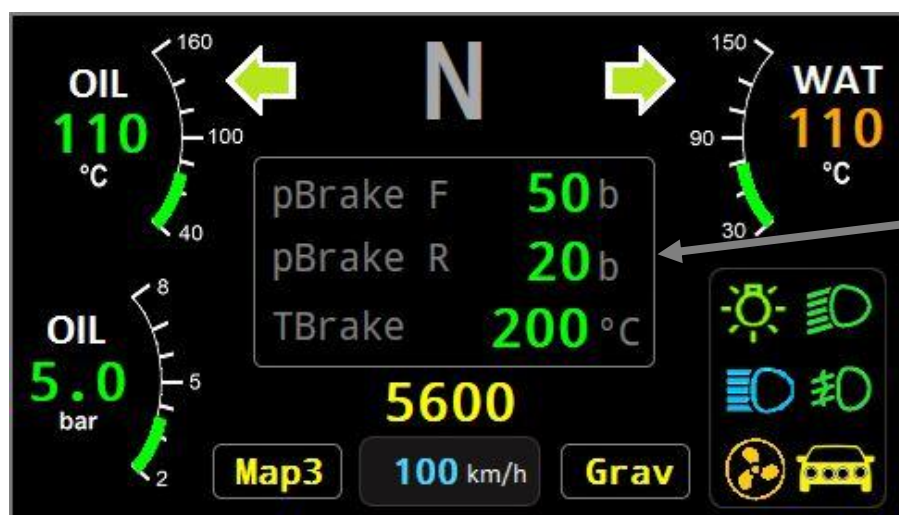 160
150
OIL
N
WAT
110
100
90
110
°C
°C
pBrake F 50 b
40
30
pBrake R 20 b
8
TBrake 200 °C
OIL
5.0
5
bar
5600
2
Map3
100 km/h
Grav